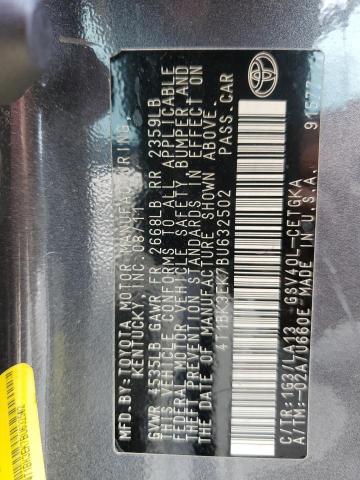 MFD.BY: TOYOTA MOTOR MANUFACTURING
KENTUCKY, INC. 08/11
GVWR 4535LB GAWR FR 2668LB RR 2359LB
THIS VEHICLE CONFORMS TO ALL APPLICABLE
FEDERAL MOTOR VEHICLE SAFETY BUMPER AND
THEFT PREVENTION STANDARDS IN EFFECT ON
THE DATE OF MANUFACTURE SHOWN ABOVE.
4T1BK3EK7BU632502 PASS.CAR
C/TR:1G3/LA13 GSV40L-CETGKA
A/TM:-02A/U660E MADE IN U.S.A.